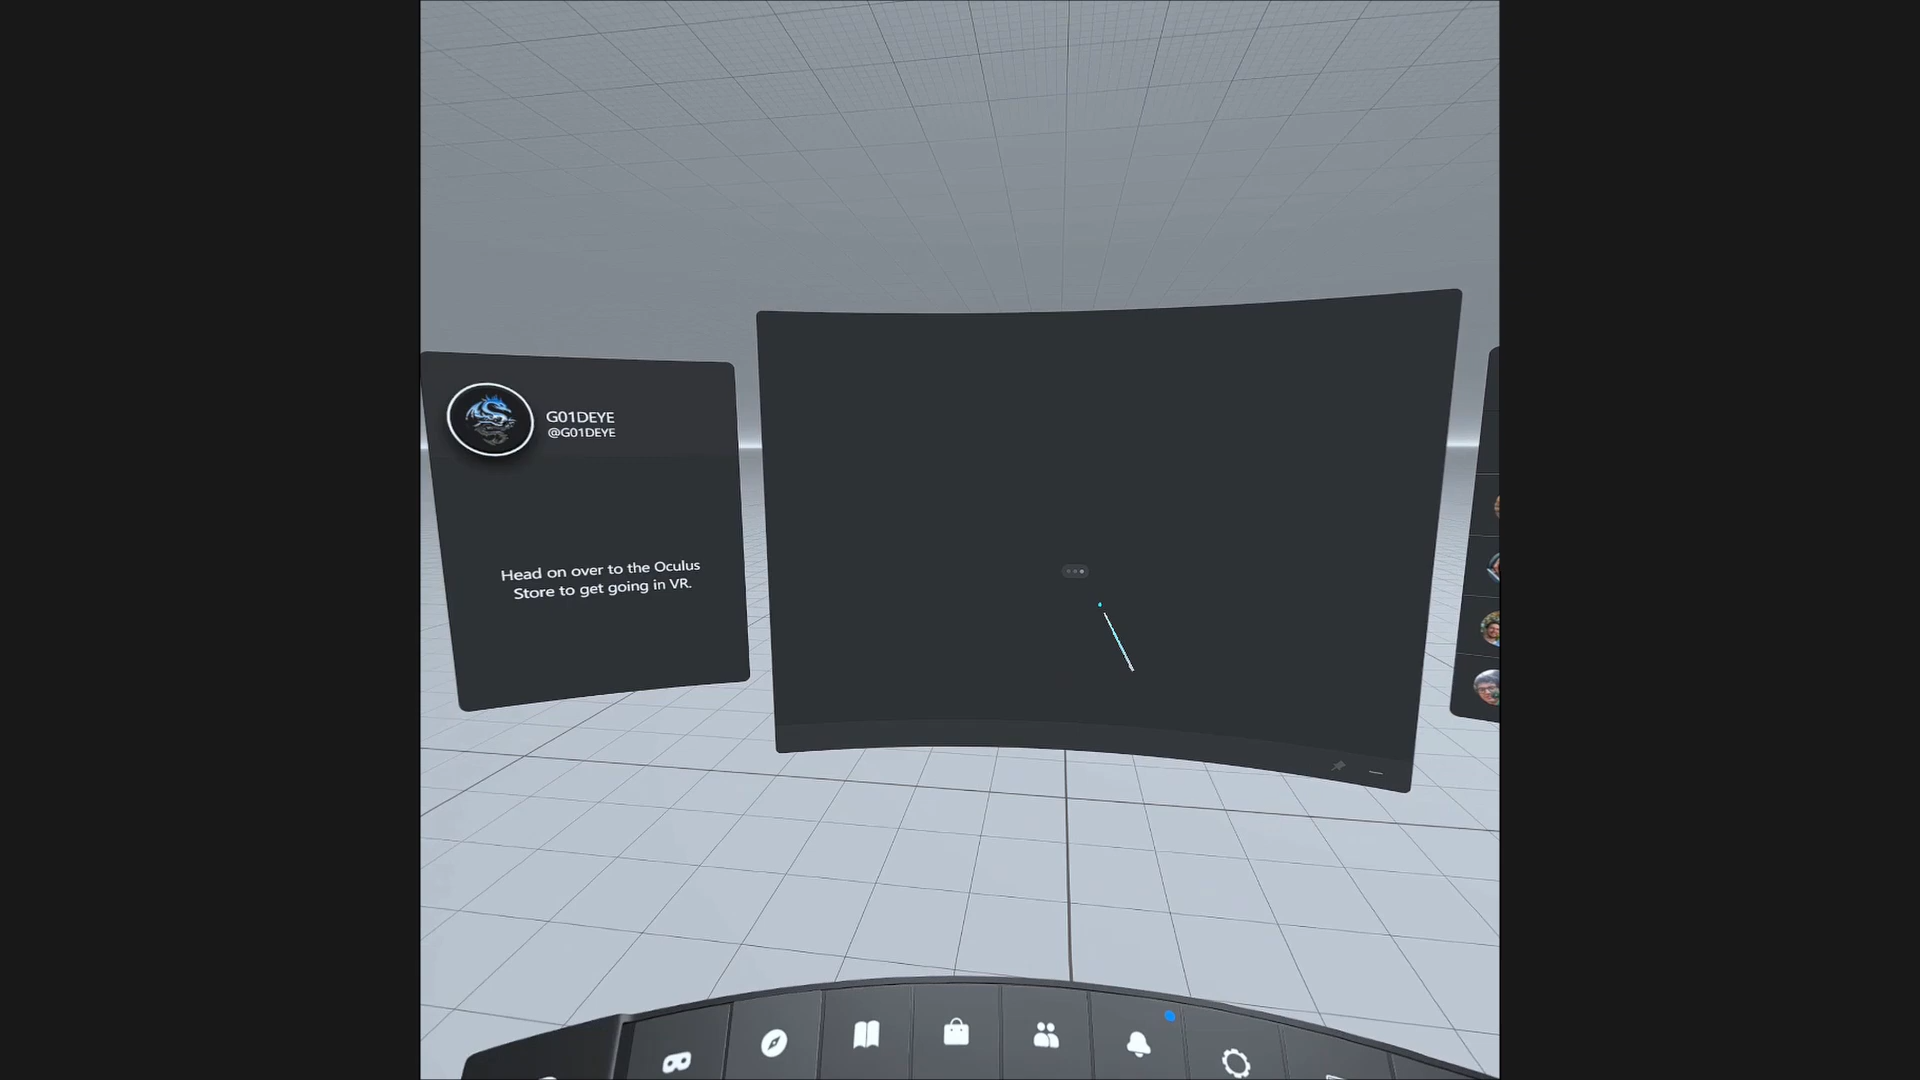 G01DEYE
@G01DEYE
Head on over to the Oculus
Store to get going in VR.